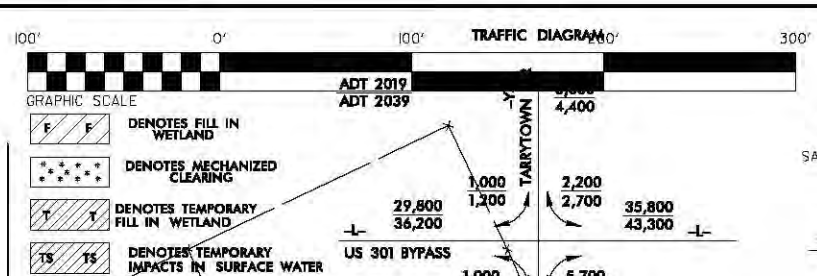 TRAFFIC DIAGRAM
100' 0' 100' 200' 300'
GRAPHIC SCALE
ADT 2019
ADT 2039
4,400
F F DENOTES FILL IN
WETLAND
DENOTES MECHANIZED
CLEARING
TARRYTOWN
1,000
1,200
2,200
2,700
T T DENOTES TEMPORARY
FILL IN WETLAND
29,800
36,200
35,800
43,300
-L-
-L-
TS TS DENOTES TEMPORARY
IMPACTS IN SURFACE WATER
US 301 BYPASS
1,000
5,700